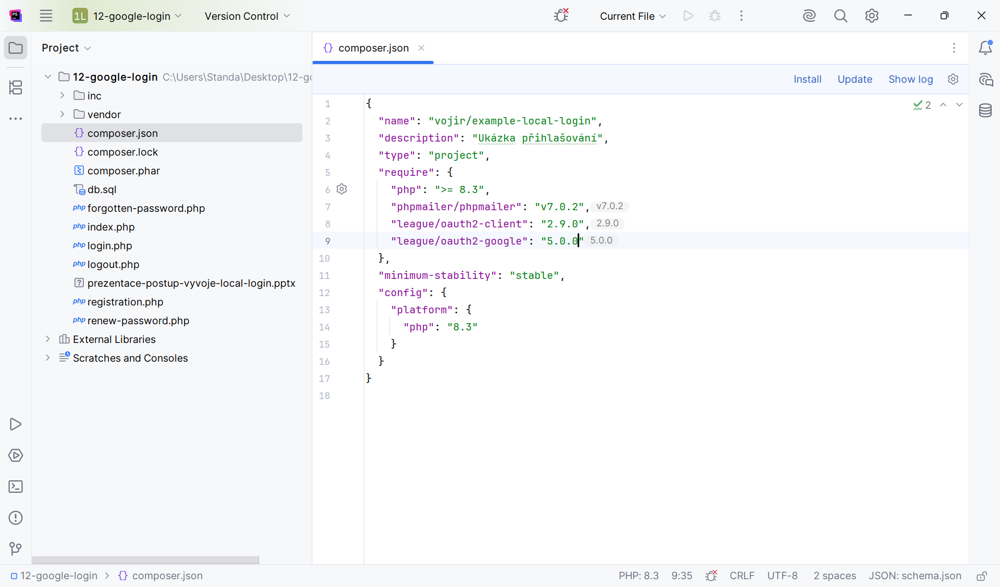 1L 12-google-login Version Control Current File
Project
12-google-login C:\Users\Standa\Desktop\12-go
inc
vendor
composer.json
composer.lock
composer.phar
db.sql
php forgotten-password.php
php index.php
php login.php
php logout.php
prezentace-postup-vyvoje-local-login.pptx
php registration.php
php renew-password.php
External Libraries
Scratches and Consoles
composer.json
Install Update Show log
2
1 {
2 "name": "vojir/example-local-login",
3 "description": "Ukázka přihlašování",
4 "type": "project",
5 "require": {
6 "php": ">= 8.3",
7 "phpmailer/phpmailer": "v7.0.2", v7.0.2
8 "league/oauth2-client": "2.9.0", 2.9.0
9 "league/oauth2-google": "5.0.0" 5.0.0
10 },
11 "minimum-stability": "stable",
12 "config": {
13 "platform": {
14 "php": "8.3"
15 }
16 }
17 }
18
12-google-login > composer.json PHP: 8.3 9:35 CRLF UTF-8 2 spaces JSON: schema.json